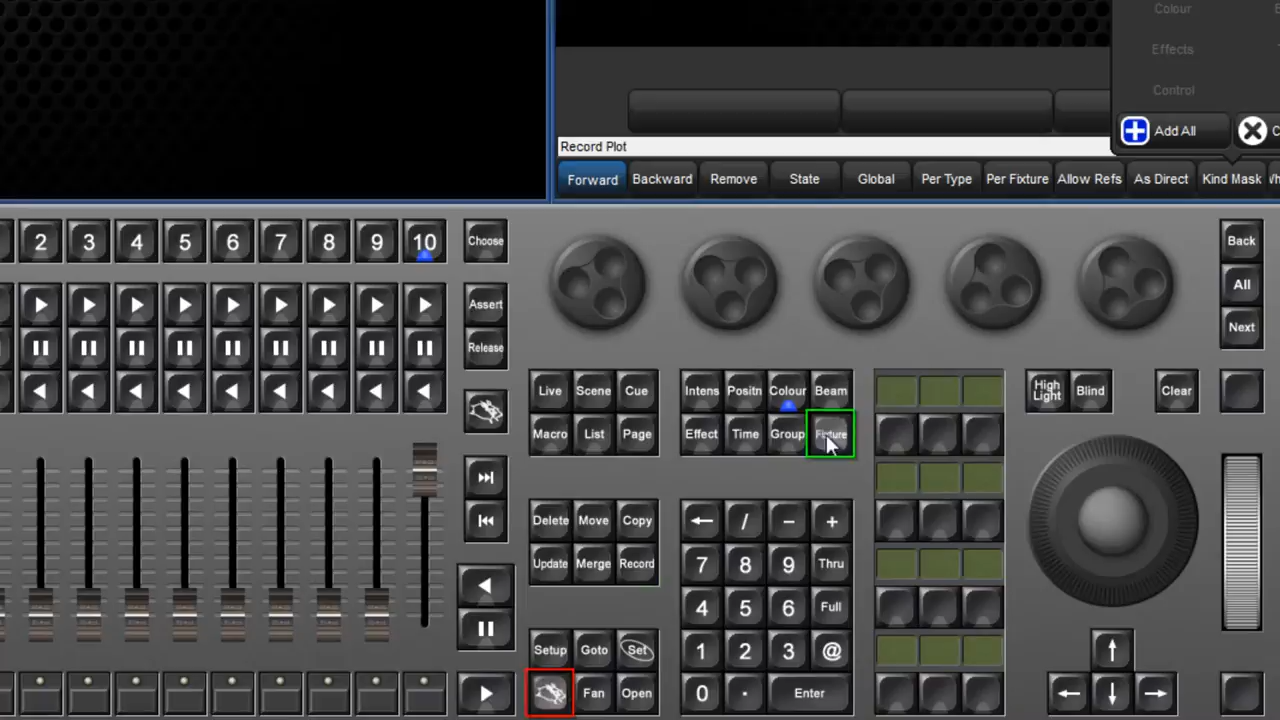 Colour
Effects
Control
Add All
Record Plot
Forward Backward Remove State Global Per Type Per Fixture Allow Refs As Direct Kind Mask
2 3 4 5 6 7 8 9 10 Choose
Back
All
Next
Assert
Release
Live Scene Cue
Macro List Page
Intens Positn Colour Beam
Effect Time Group Fixture
High Light Blind Clear
Delete Move Copy
Update Merge Record
← / - +
7 8 9 Thru
4 5 6 Full
1 2 3 @
0 . Enter
Setup Goto Set
Fan Open